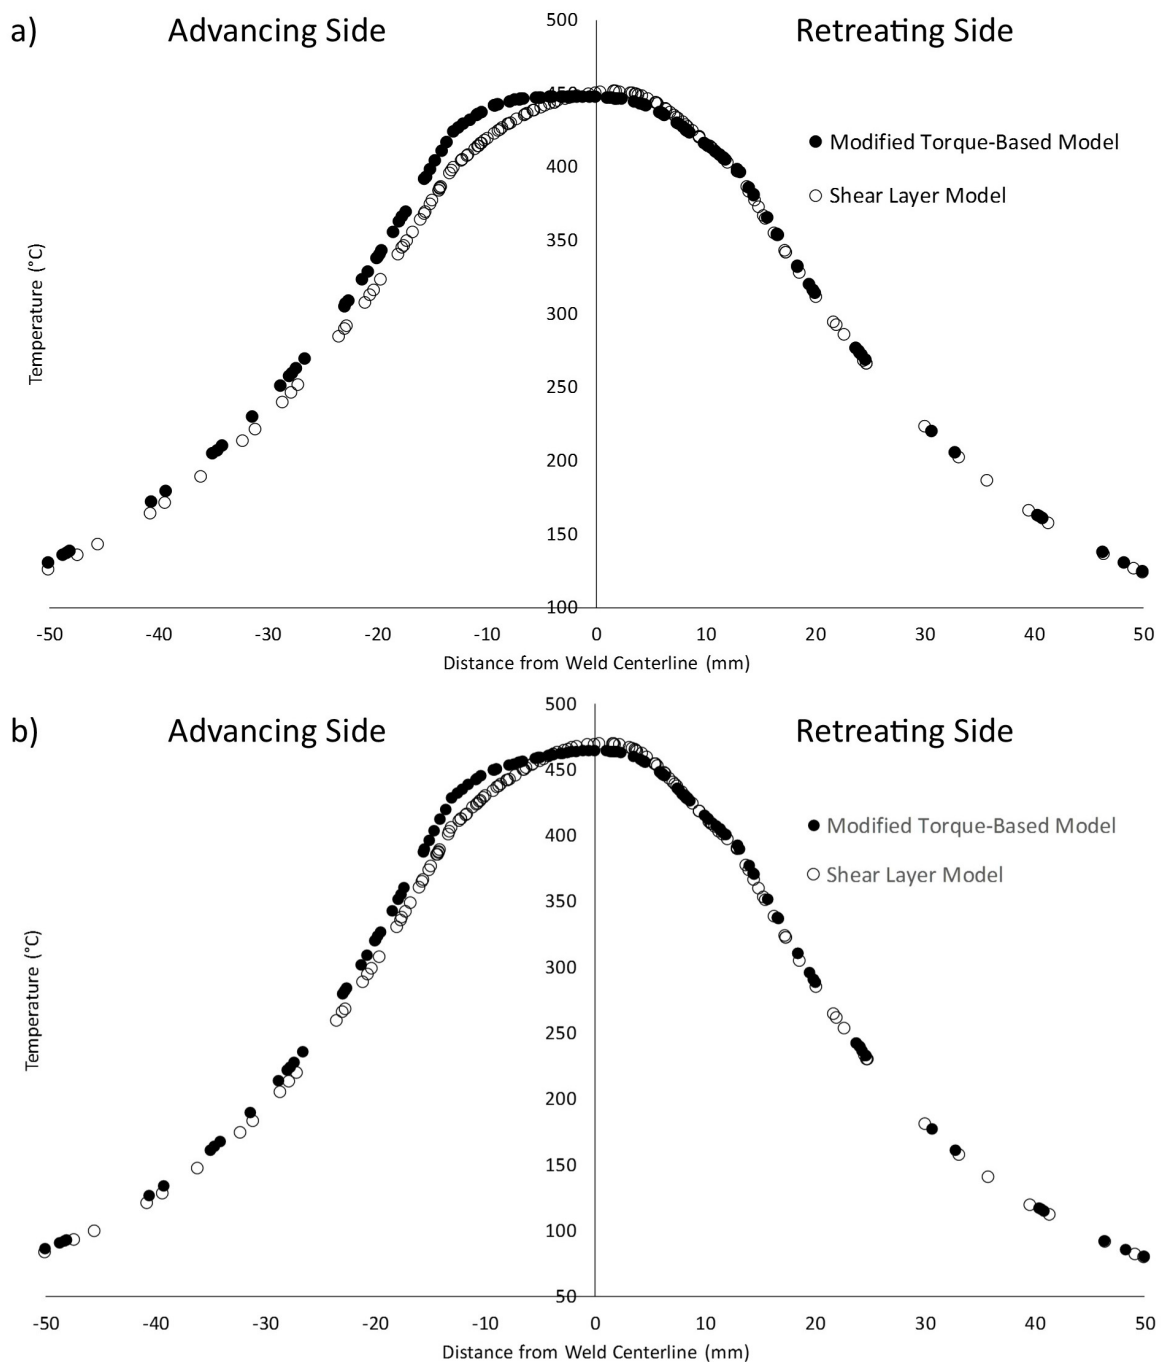 a)
Advancing Side
Retreating Side
500
450
400
350
300
250
200
150
100
Modified Torque-Based Model
Shear Layer Model
Temperature (°C)
-50 -40 -30 -20 -10 0 10 20 30 40 50
Distance from Weld Centerline (mm)
b)
Advancing Side
Retreating Side
500
450
400
350
300
250
200
150
100
50
Modified Torque-Based Model
Shear Layer Model
Temperature (°C)
-50 -40 -30 -20 -10 0 10 20 30 40 50
Distance from Weld Centerline (mm)